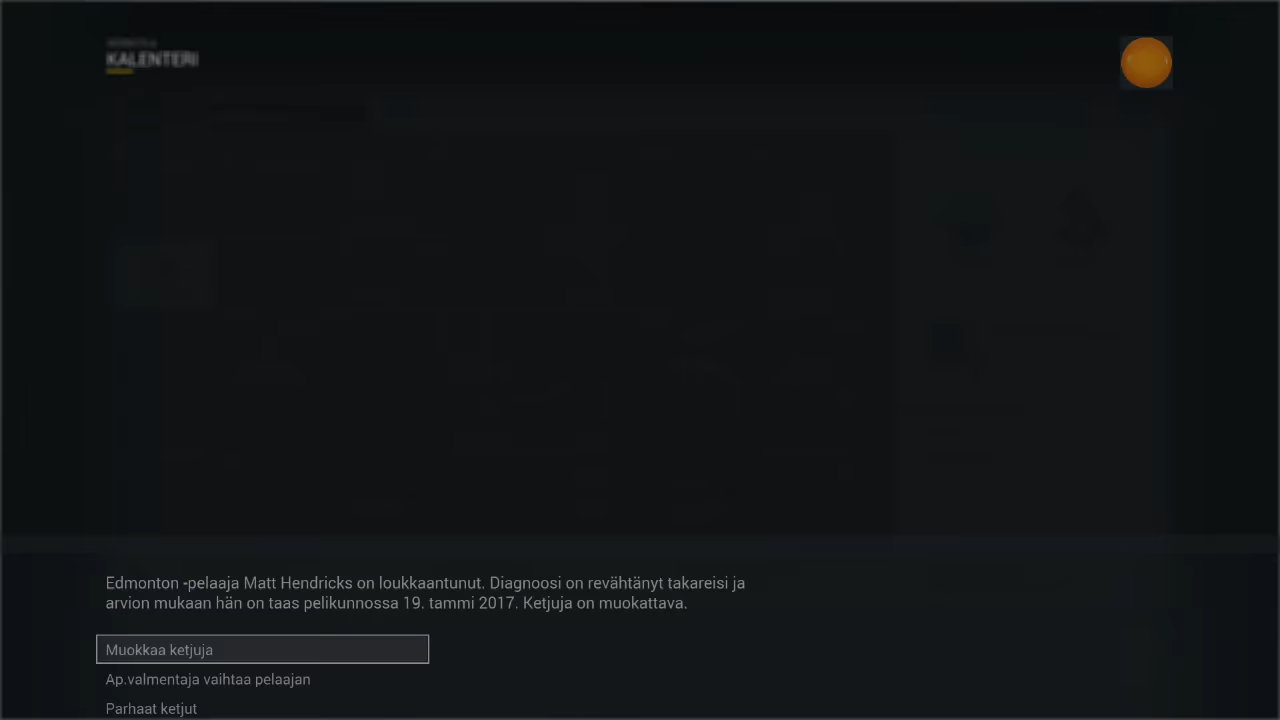 KALENTERI
Edmonton -pelaaja Matt Hendricks on loukkaantunut. Diagnoosi on revähtänyt takareisi ja
arvion mukaan hän on taas pelikunnossa 19. tammi 2017. Ketjuja on muokattava.
Muokkaa ketjuja
Ap.valmentaja vaihtaa pelaajan
Parhaat ketjut